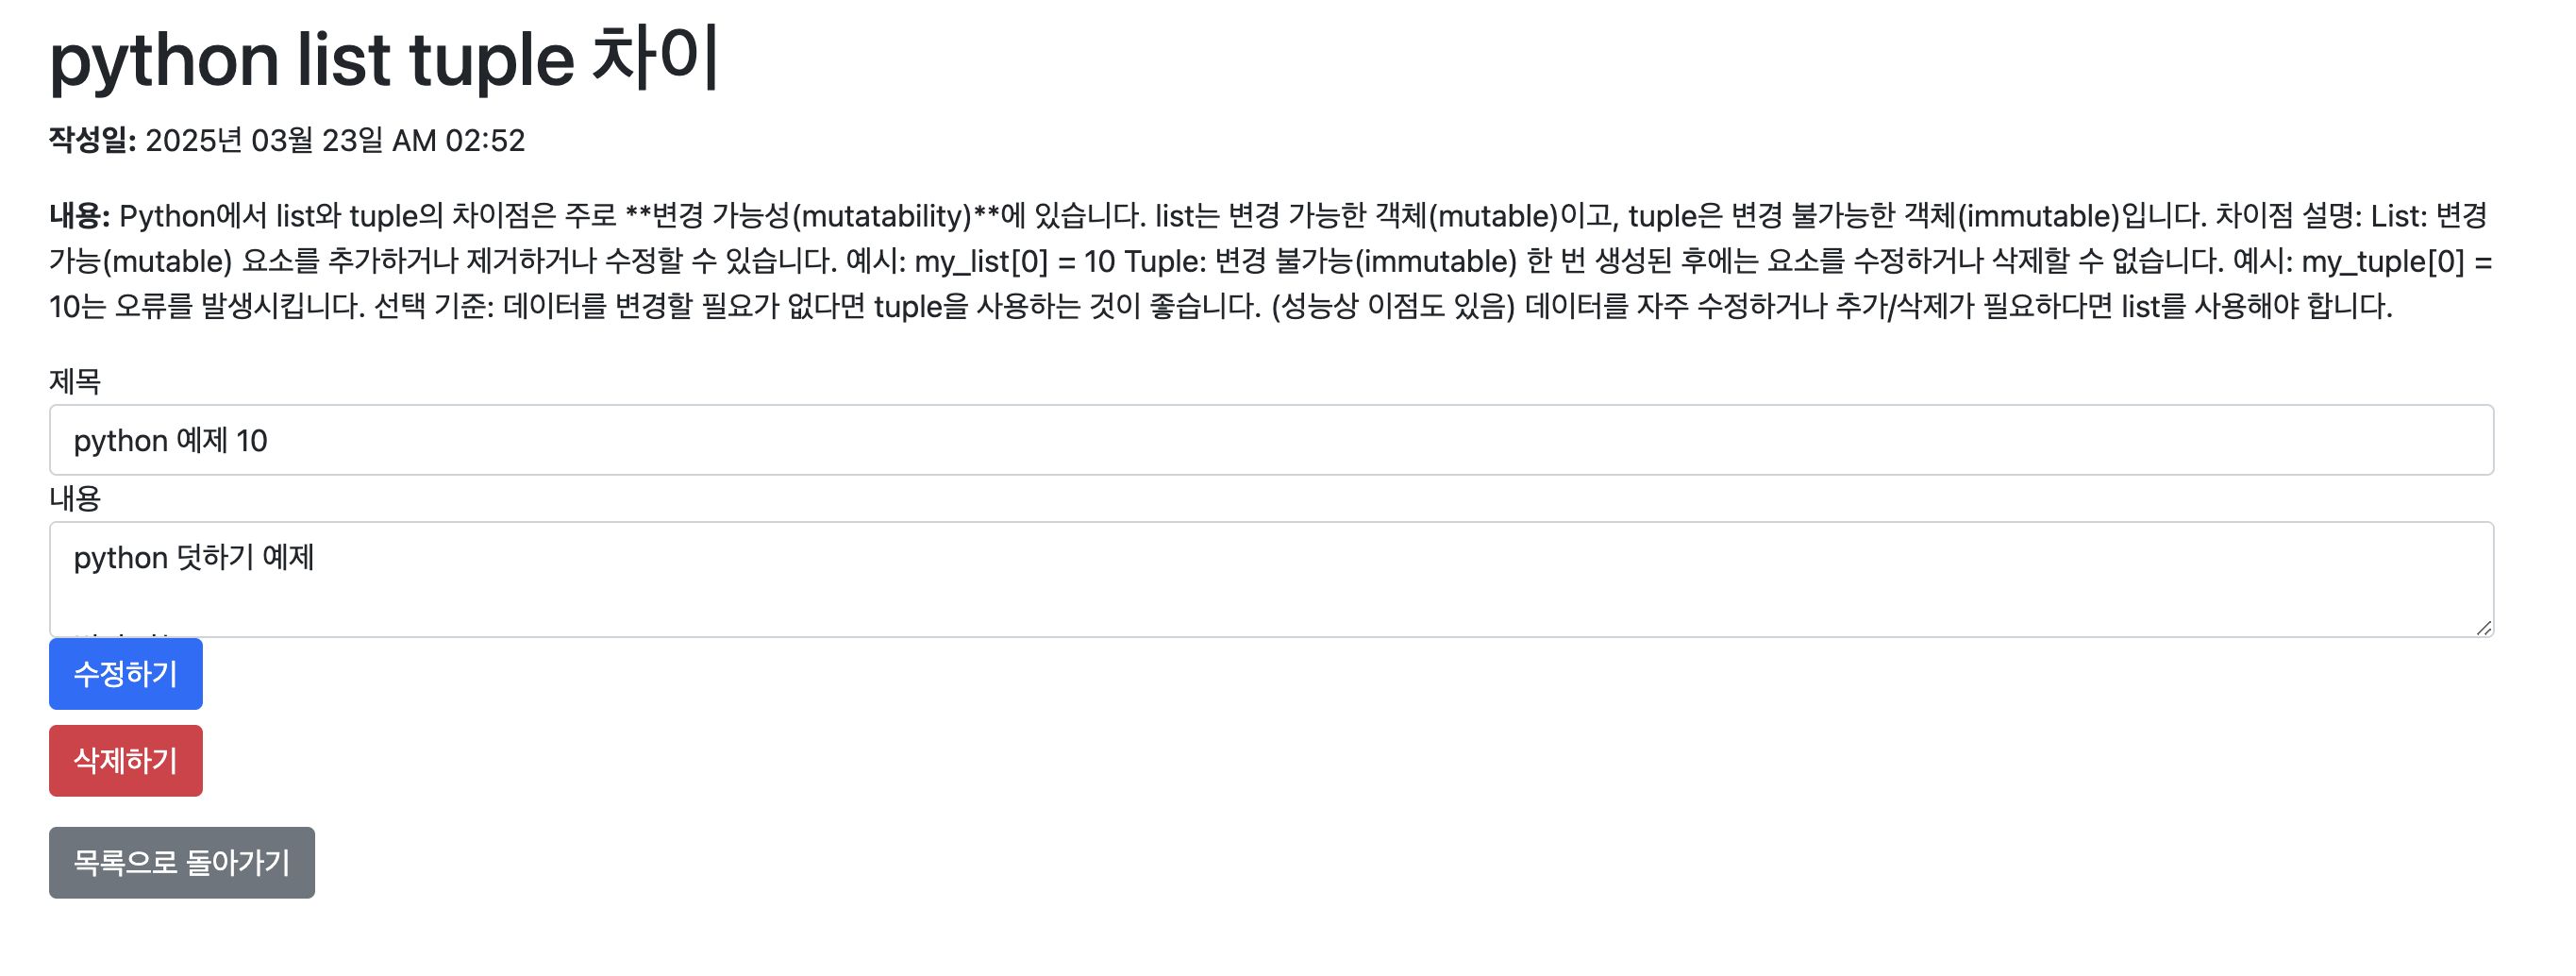 python list tuple 차이
작성일: 2025년 03월 23일 AM 02:52
내용: Python에서 list와 tuple의 차이점은 주로 **변경 가능성(mutatability)**에 있습니다. list는 변경 가능한 객체(mutable)이고, tuple은 변경 불가능한 객체(immutable)입니다. 차이점 설명: List: 변경
가능(mutable) 요소를 추가하거나 제거하거나 수정할 수 있습니다. 예시: my_list[0] = 10 Tuple: 변경 불가능(immutable) 한 번 생성된 후에는 요소를 수정하거나 삭제할 수 없습니다. 예시: my_tuple[0] =
10는 오류를 발생시킵니다. 선택 기준: 데이터를 변경할 필요가 없다면 tuple을 사용하는 것이 좋습니다. (성능상 이점도 있음) 데이터를 자주 수정하거나 추가/삭제가 필요하다면 list를 사용해야 합니다.
제목
python 예제 10
내용
python 덧하기 예제
수정하기
삭제하기
목록으로 돌아가기